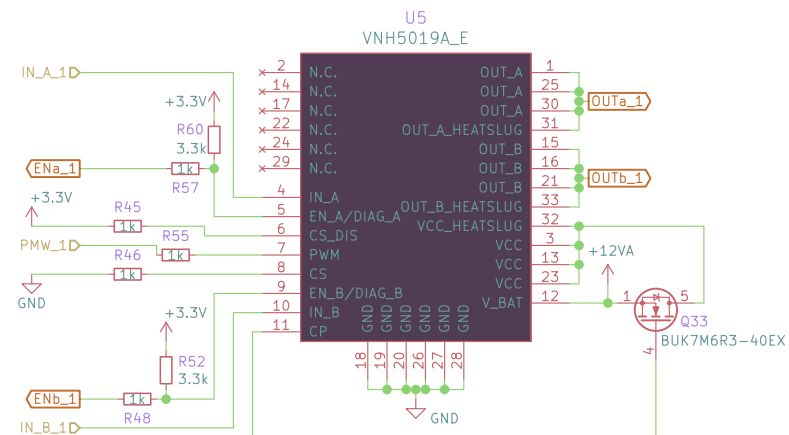 U5
VNH5019A_E
IN_A_1
2 N.C. OUT_A 1
+3.3V 14 N.C. OUT_A 25
17 N.C. OUT_A 30 OUTa_1
R60 22 N.C. OUT_A_HEATSLUG 31
3.3k 24 N.C. OUT_B 15
ENa_1 1k 29 N.C. OUT_B 16
R57 OUT_B 21 OUTb_1
+3.3V 4 IN_A OUT_B_HEATSLUG 33
R45 5 EN_A/DIAG_A VCC_HEATSLUG 32
1k 6 CS_DIS VCC 3
PMW_1 R55 1k 7 PWM VCC 13 +12VA
R46 1k 8 CS VCC 23
GND 9 EN_B/DIAG_B V_BAT 12 1 5
+3.3V 10 IN_B GND GND GND GND GND GND Q33
11 CP BUK7M6R3-40EX
R52 18 19 20 26 27 28 4
3.3k
ENb_1 1k
R48 GND
IN_B_1